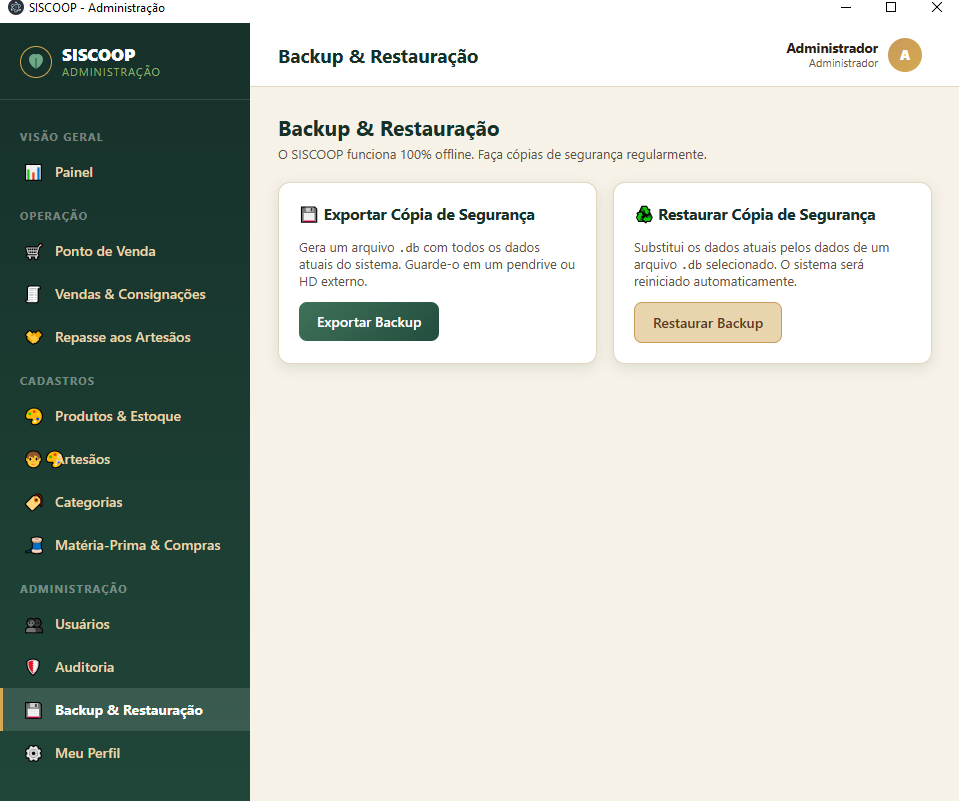 SISCOOP - Administração
SISCOOP
ADMINISTRAÇÃO
VISÃO GERAL
Painel
OPERAÇÃO
Ponto de Venda
Vendas & Consignações
Repasse aos Artesãos
CADASTROS
Produtos & Estoque
Artesãos
Categorias
Matéria-Prima & Compras
ADMINISTRAÇÃO
Usuários
Auditoria
Backup & Restauração
Meu Perfil
Backup & Restauração
Administrador
Administrador
A
Backup & Restauração
O SISCOOP funciona 100% offline. Faça cópias de segurança regularmente.
Exportar Cópia de Segurança
Gera um arquivo .db com todos os dados
atuais do sistema. Guarde-o em um pendrive ou
HD externo.
Exportar Backup
Restaurar Cópia de Segurança
Substitui os dados atuais pelos dados de um
arquivo .db selecionado. O sistema será
reiniciado automaticamente.
Restaurar Backup